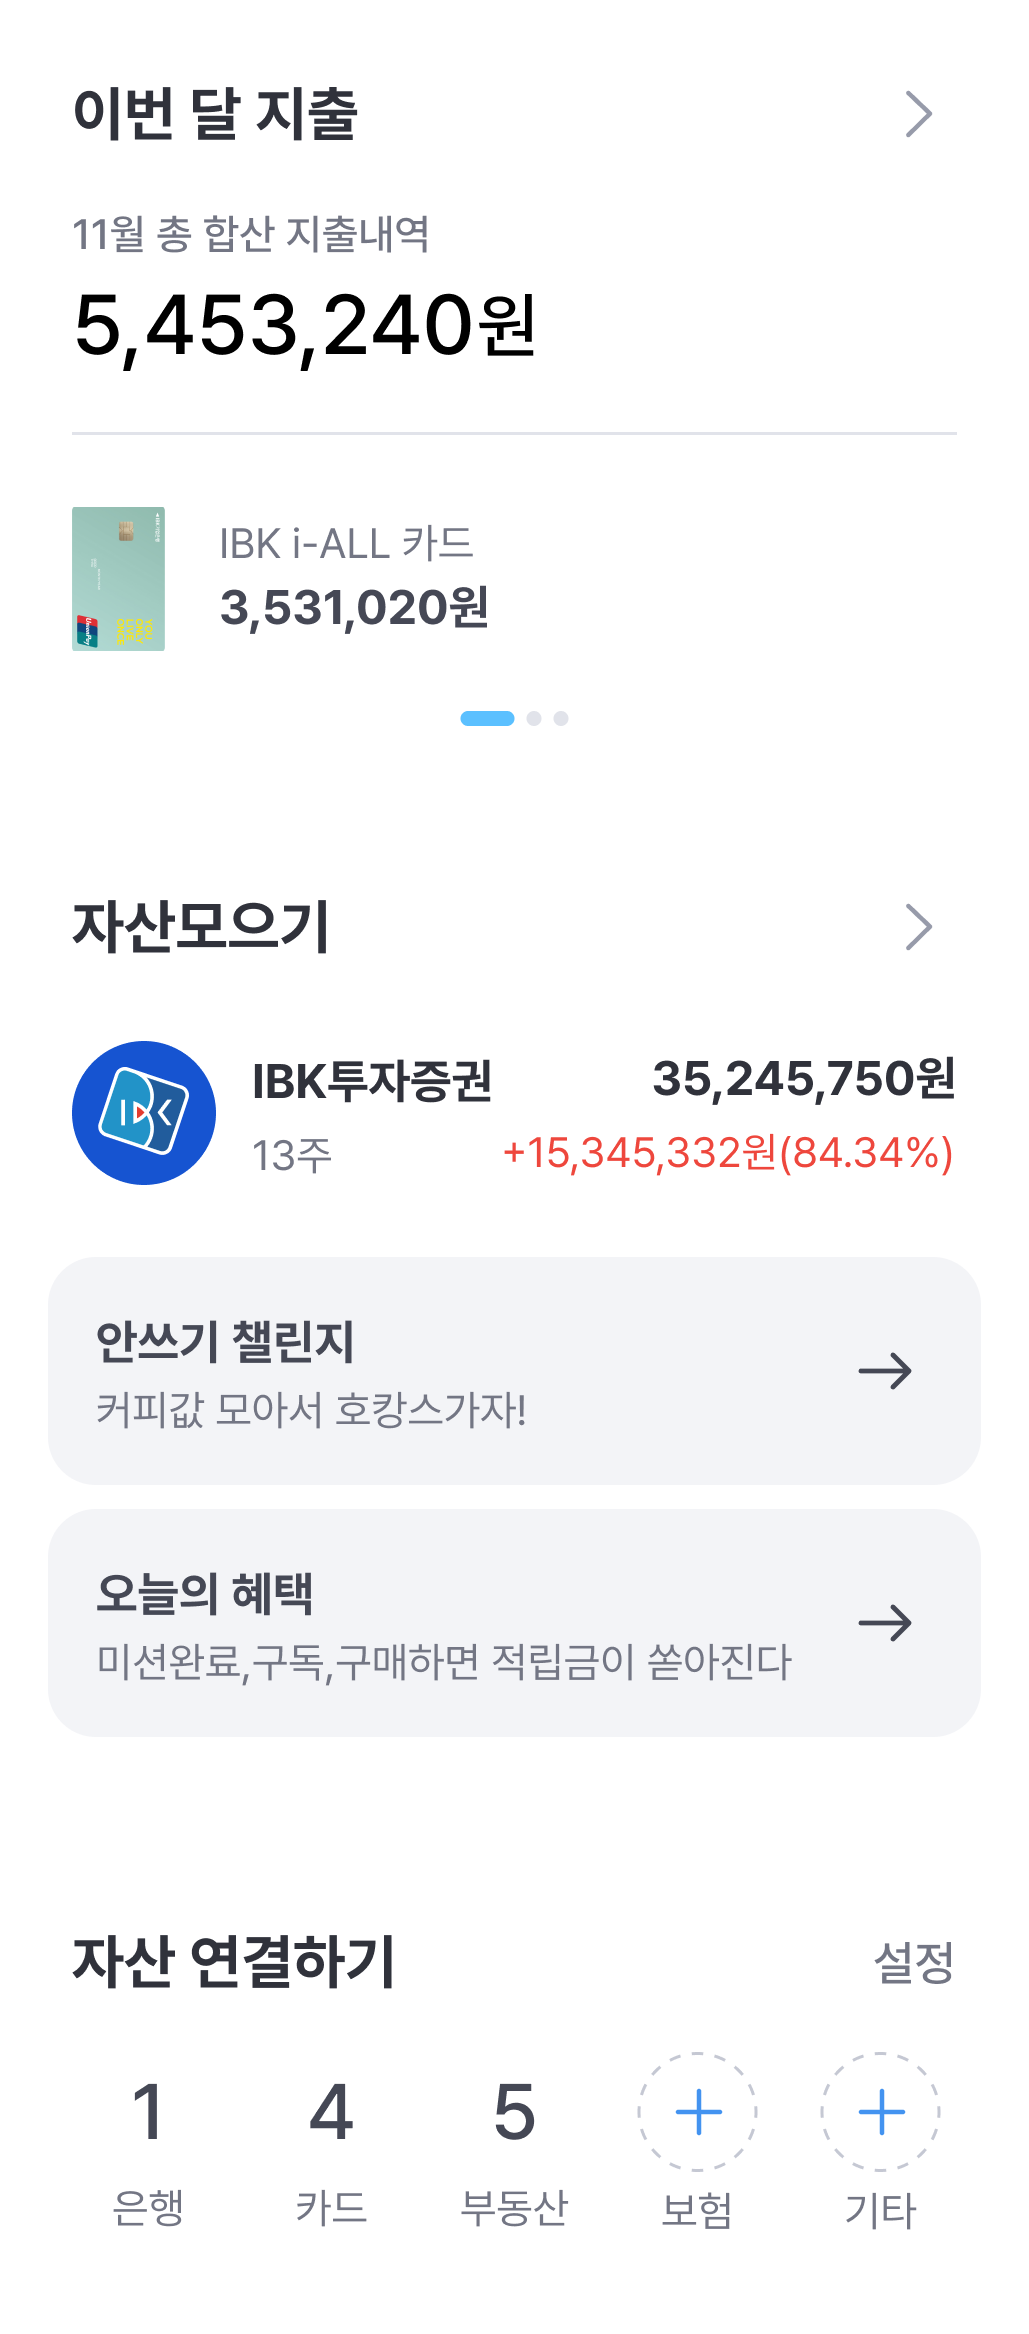 이번 달 지출
11월 총 합산 지출내역
5,453,240원
UnionPay
YOU
ONLY
LIVE
ONCE
IBK i-ALL 카드
3,531,020원
자산모으기
IBK투자증권
35,245,750원
13주
+15,345,332원(84.34%)
안쓰기 챌린지
커피값 모아서 호캉스가자!
오늘의 혜택
미션완료,구독,구매하면 적립금이 쏟아진다
자산 연결하기
설정
1
4
5
은행
카드
부동산
보험
기타